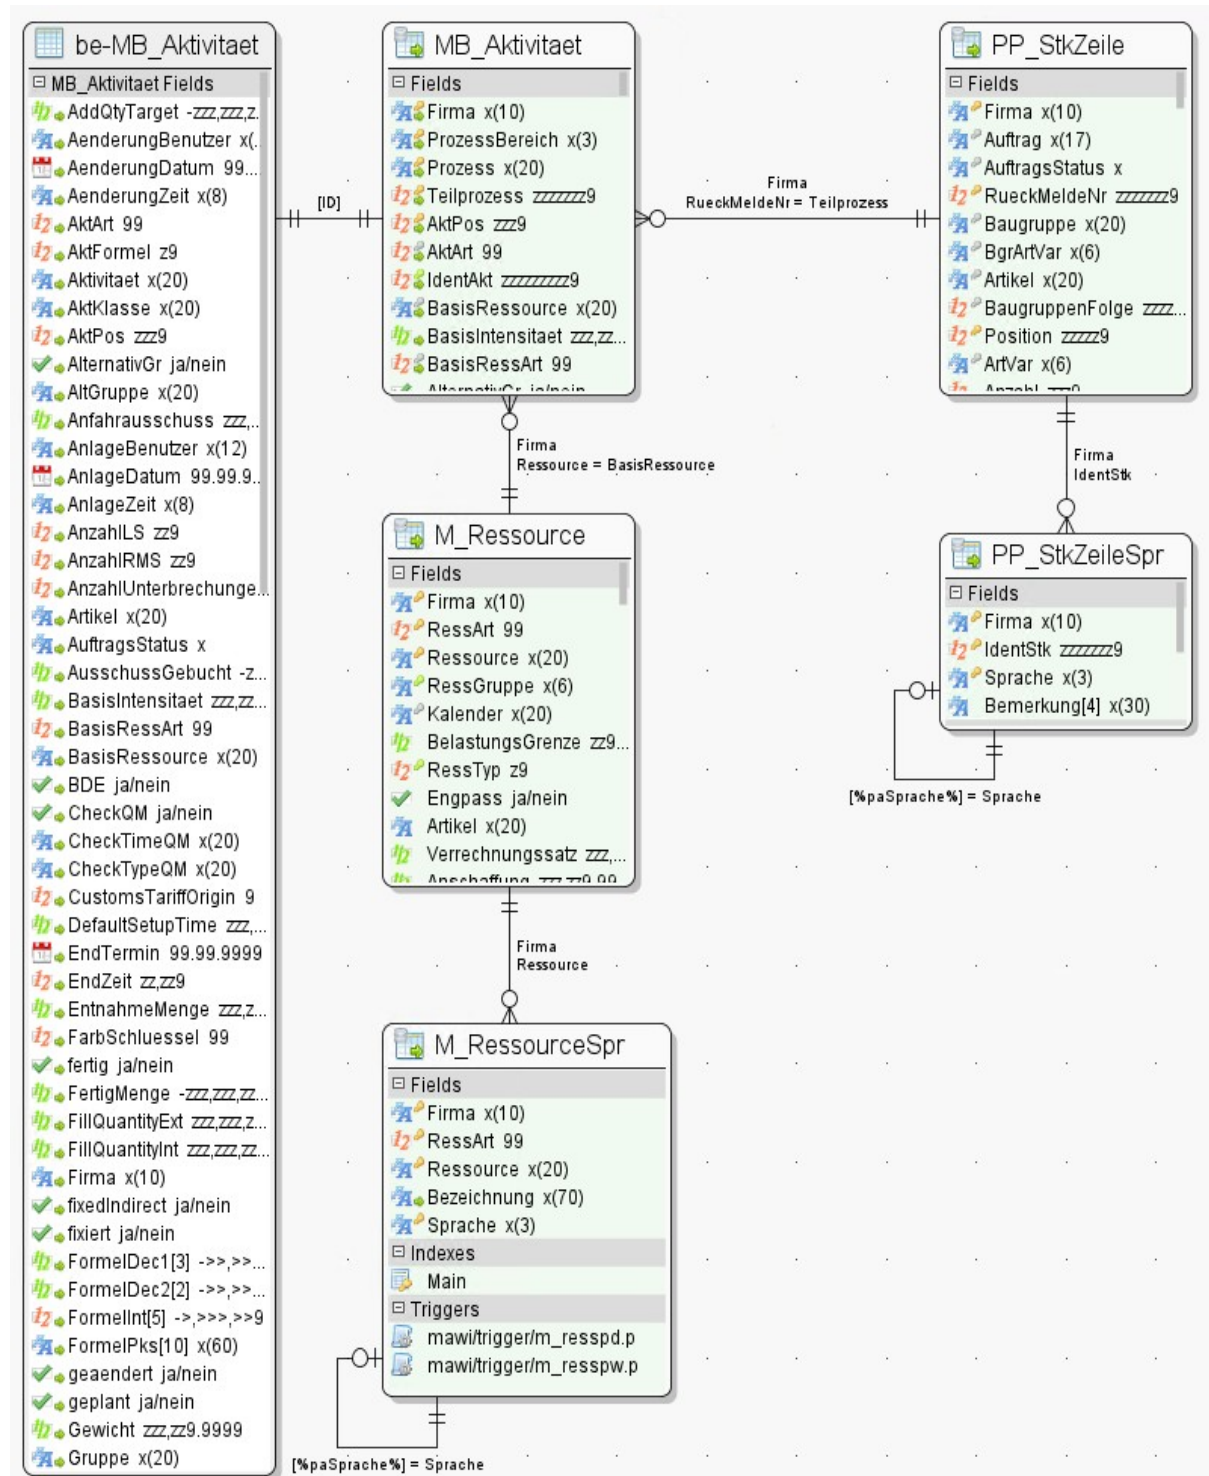 be-MB_Aktivitaet
MB_Aktivitaet Fields
AddQtyTarget -zzz,zzz,z.
AenderungBenutzer x(.
AenderungDatum 99...
AenderungZeit x(8)
AktArt 99
AktFormel z9
Aktivitaet x(20)
AktKlasse x(20)
AktPos zzz9
AlternativGr ja/nein
AltGruppe x(20)
Anfahrausschuss zzz,..
AnlageBenutzer x(12)
AnlageDatum 99.99.9..
AnlageZeit x(8)
AnzahlLS zz9
AnzahlRMS zz9
AnzahlUnterbrechunge..
Artikel x(20)
AuftragsStatus x
AusschussGebucht -z...
BasisIntensitaet zzz,zz...
BasisRessArt 99
BasisRessource x(20)
BDE ja/nein
CheckQM ja/nein
CheckTimeQM x(20)
CheckTypeQM x(20)
CustomsTariffOrigin 9
DefaultSetupTime zzz,...
EndTermin 99.99.9999
EndZeit zz,zz9
EntnahmeMenge zzz,z...
FarbSchluessel 99
fertig ja/nein
FertigMenge -zzz,zzz,zz...
FillQuantityExt zzz,zzz,z...
FillQuantityInt zzz,zzz,zz...
Firma x(10)
fixedIndirect ja/nein
fixiert ja/nein
FormelDec1[3] ->>,>>...
FormelDec2[2] ->>,>>...
FormelInt[5] ->,>>>,>>9
FormelPks[10] x(60)
geaendert ja/nein
geplant ja/nein
Gewicht zzz,zz9.9999
Gruppe x(20)
[ID]
MB_Aktivitaet
Fields
Firma x(10)
ProzessBereich x(3)
Prozess x(20)
Teilprozess zzzzzzz9
AktPos zzz9
AktArt 99
IdentAkt zzzzzzzzz9
BasisRessource x(20)
BasisIntensitaet zzz,zz...
BasisRessArt 99
AlternativGr ja/nein
Firma
RueckMeldeNr = Teilprozess
PP_StkZeile
Fields
Firma x(10)
Auftrag x(17)
AuftragsStatus x
RueckMeldeNr zzzzzzz9
Baugruppe x(20)
BgrArtVar x(6)
Artikel x(20)
BaugruppenFolge zzzz...
Position zzzzz9
ArtVar x(6)
Anzahl zzz9
Firma
Ressource = BasisRessource
M_Ressource
Fields
Firma x(10)
RessArt 99
Ressource x(20)
RessGruppe x(6)
Kalender x(20)
BelastungsGrenze zz9...
RessTyp z9
Engpass ja/nein
Artikel x(20)
Verrechnungssatz zzz,...
Anschaffung zzz,zz9.99
Firma
IdentStk
PP_StkZeileSpr
Fields
Firma x(10)
IdentStk zzzzzzz9
Sprache x(3)
Bemerkung[4] x(30)
[%paSprache%] = Sprache
Firma
Ressource
M_RessourceSpr
Fields
Firma x(10)
RessArt 99
Ressource x(20)
Bezeichnung x(70)
Sprache x(3)
Indexes
Main
Triggers
mawi/trigger/m_resspd.p
mawi/trigger/m_resspw.p
[%paSprache%] = Sprache